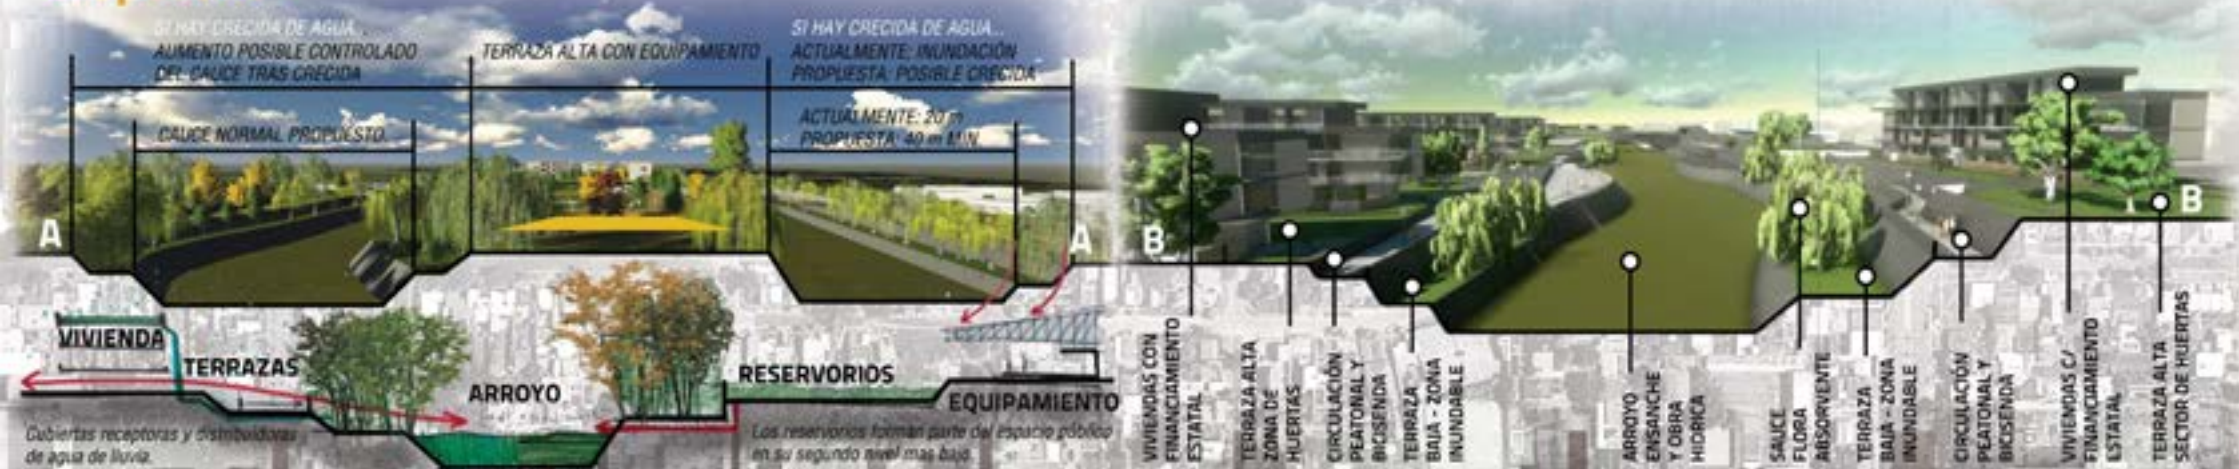 SI HAY CRECIDA DE AGUA...
AUMENTO POSIBLE CONTROLADO
DEL CAUCE TRAS CRECIDA
TERRAZA ALTA CON EQUIPAMIENTO
SI HAY CRECIDA DE AGUA...
ACTUALMENTE: INUNDACIÓN
PROPUESTA: POSIBLE CRECIDA
CAUCE NORMAL PROPUESTO
ACTUALMENTE: 20 m
PROPUESTA: 40 m MIN
A
A
B
B
VIVIENDA
TERRAZAS
ARROYO
RESERVORIOS
EQUIPAMIENTO
Cubiertas receptoras y distribuidoras
de agua de lluvia.
Los reservorios forman parte del espacio público
en su segundo nivel mas bajo.
VIVIENDAS CON
FINANCIAMIENTO
ESTATAL
TERRAZA ALTA
ZONA DE
HUERTAS
CIRCULACIÓN
PEATONAL Y
BICISENDA
TERRAZA
BAJA - ZONA
INUNDABLE
ARROYO
ENSANCHE
Y OBRA
HIDRICA
SAUCE
FLORA
ABSORVENTE
TERRAZA
BAJA - ZONA
INUNDABLE
CIRCULACIÓN
PEATONAL Y
BICISENDA
VIVIENDAS C/
FINANCIAMIENTO
ESTATAL
TERRAZA ALTA
SECTOR DE HUERTAS